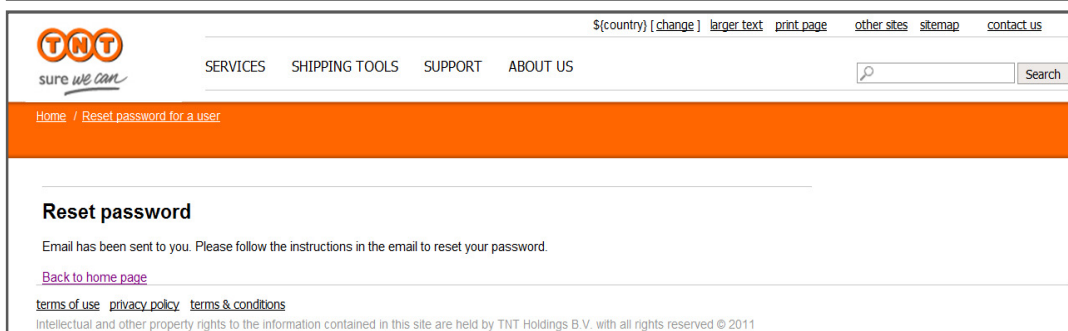 ${country} [ change ] larger text print page other sites sitemap contact us
TNT
sure we can
SERVICES SHIPPING TOOLS SUPPORT ABOUT US
Search
Home / Reset password for a user
Reset password
Email has been sent to you. Please follow the instructions in the email to reset your password.
Back to home page
terms of use privacy policy terms & conditions
Intellectual and other property rights to the information contained in this site are held by TNT Holdings B.V. with all rights reserved © 2011